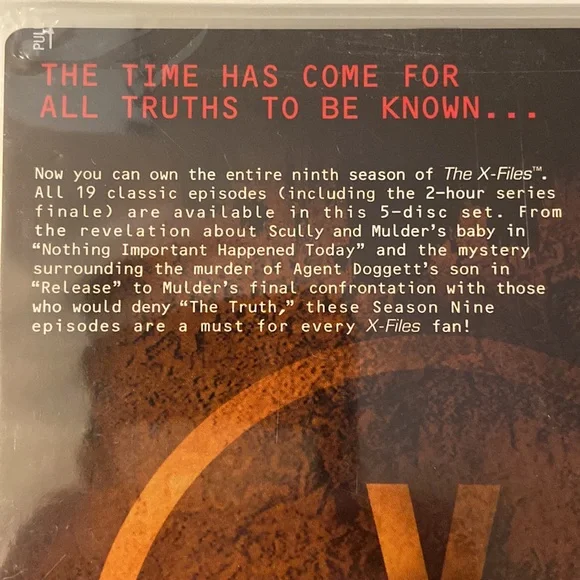 PULL
THE TIME HAS COME FOR
ALL TRUTHS TO BE KNOWN...
Now you can own the entire ninth season of The X-Files™.
All 19 classic episodes (including the 2-hour series
finale) are available in this 5-disc set. From
the revelation about Scully and Mulder's baby in
“Nothing Important Happened Today” and the mystery
surrounding the murder of Agent Doggett's son in
“Release” to Mulder's final confrontation with those
who would deny “The Truth,” these Season Nine
episodes are a must for every X-Files fan!